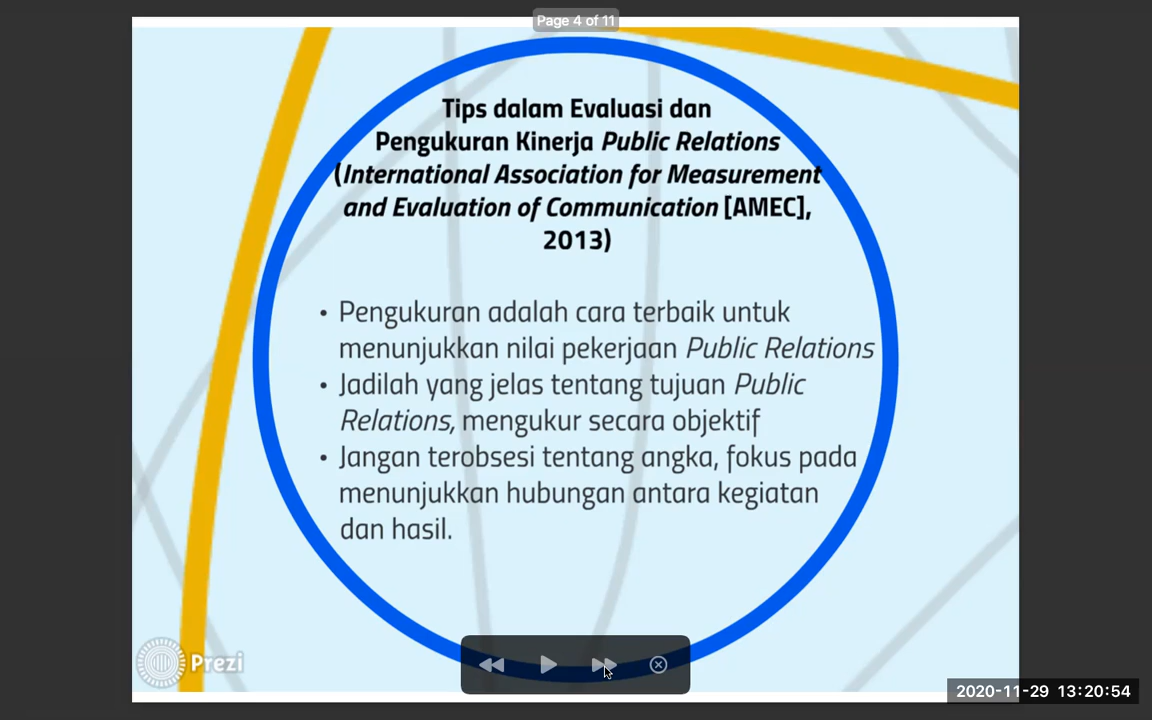 Page 4 of 11
Tips dalam Evaluasi dan
Pengukuran Kinerja Public Relations
(International Association for Measurement
and Evaluation of Communication [AMEC],
2013)
• Pengukuran adalah cara terbaik untuk
menunjukkan nilai pekerjaan Public Relations
• Jadilah yang jelas tentang tujuan Public
Relations, mengukur secara objektif
• Jangan terobsesi tentang angka, fokus pada
menunjukkan hubungan antara kegiatan
dan hasil.
Prezi
2020-11-29 13:20:54